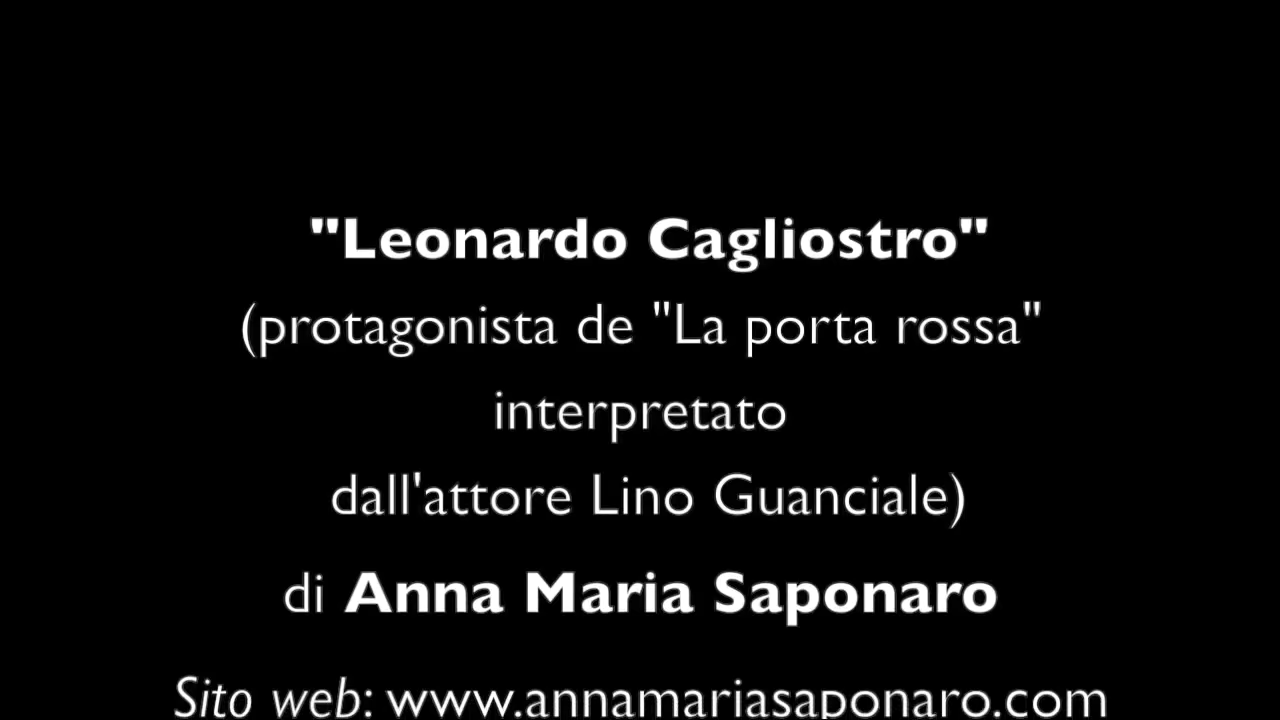 "Leonardo Cagliostro"
(protagonista de "La porta rossa"
interpretato
dall'attore Lino Guanciale)
di Anna Maria Saponaro
Sito web: www.annamariasaponaro.com